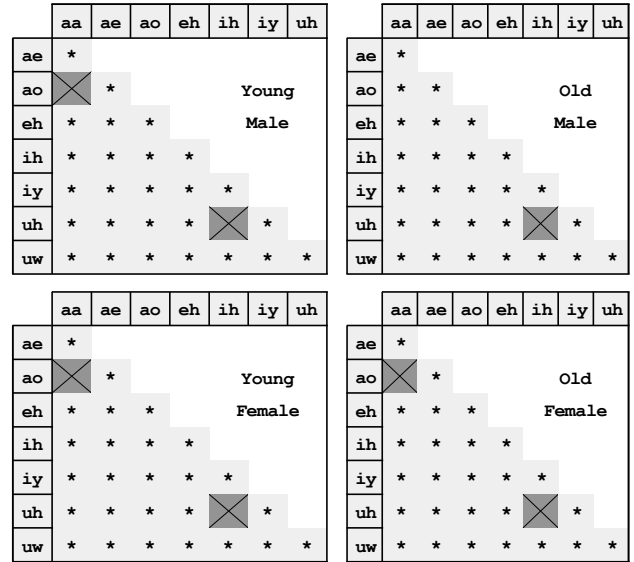 aa ae ao eh ih iy uh
ae *
ao * Young
eh * * * Male
ih * * * *
iy * * * * *
uh * * * * *
uw * * * * * * *
aa ae ao eh ih iy uh
ae *
ao * * Old
eh * * * Male
ih * * * *
iy * * * * *
uh * * * * *
uw * * * * * * *
aa ae ao eh ih iy uh
ae *
ao * Young
eh * * * Female
ih * * * *
iy * * * * *
uh * * * * *
uw * * * * * * *
aa ae ao eh ih iy uh
ae *
ao * Old
eh * * * Female
ih * * * *
iy * * * * *
uh * * * * *
uw * * * * * * *